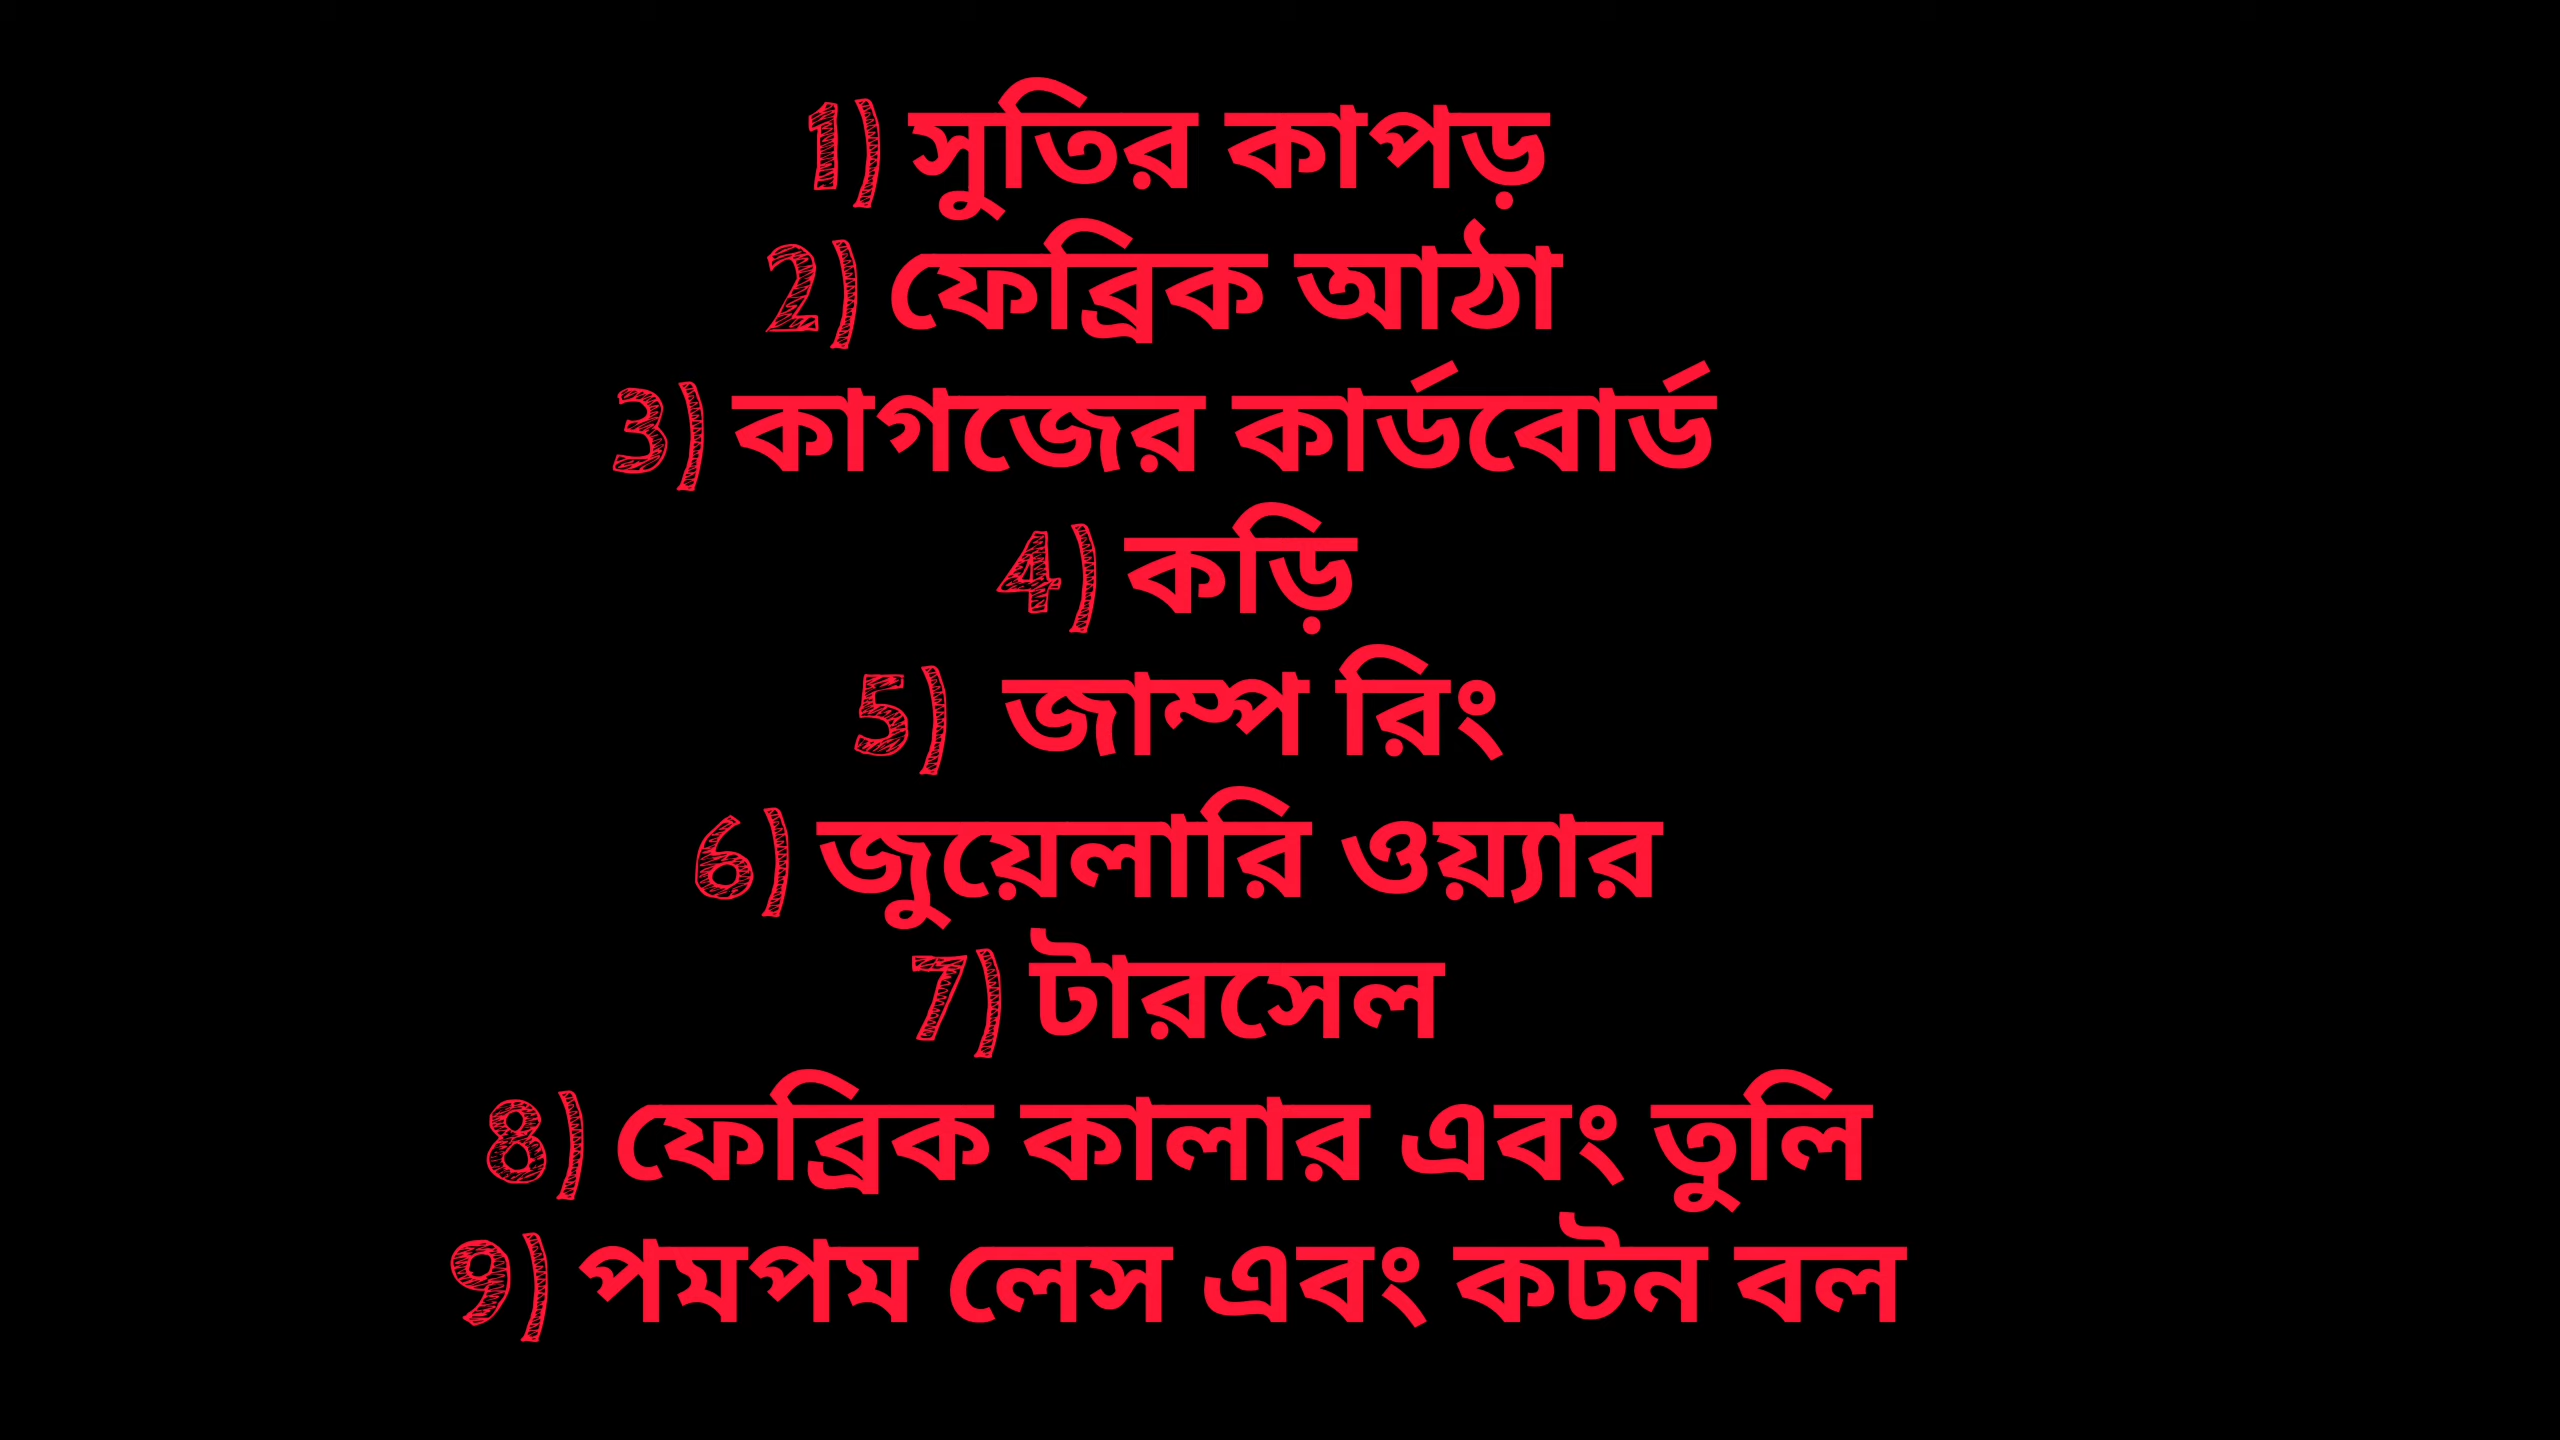 1) সুতির কাপড়
2) ফেব্রিক আঠা
3) কাগজের কার্ডবোর্ড
4) কড়ি
5) জাম্প রিং
6) জুয়েলারি ওয়্যার
7) টারসেল
8) ফেব্রিক কালার এবং তুলি
9) পমপম লেস এবং কটন বল